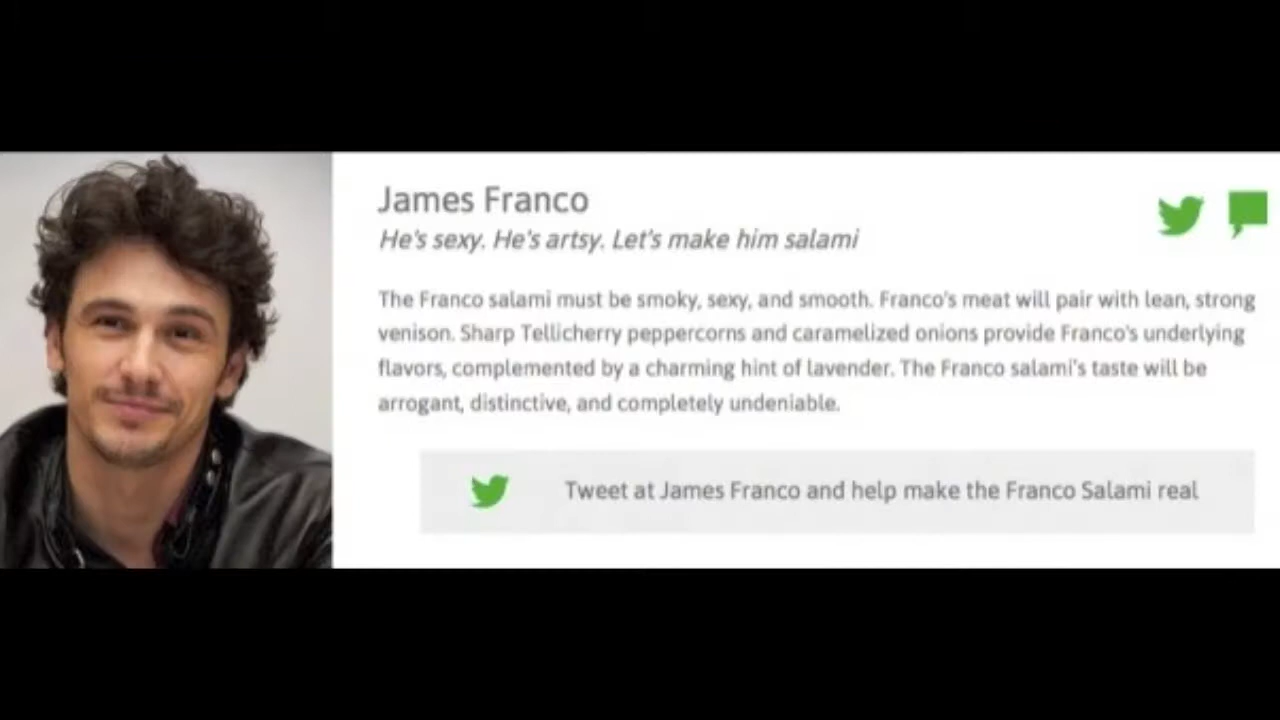 James Franco
He's sexy. He's artsy. Let's make him salami
The Franco salami must be smoky, sexy, and smooth. Franco's meat will pair with lean, strong
venison. Sharp Tellicherry peppercorns and caramelized onions provide Franco's underlying
flavors, complemented by a charming hint of lavender. The Franco salami's taste will be
arrogant, distinctive, and completely undeniable.
Tweet at James Franco and help make the Franco Salami real